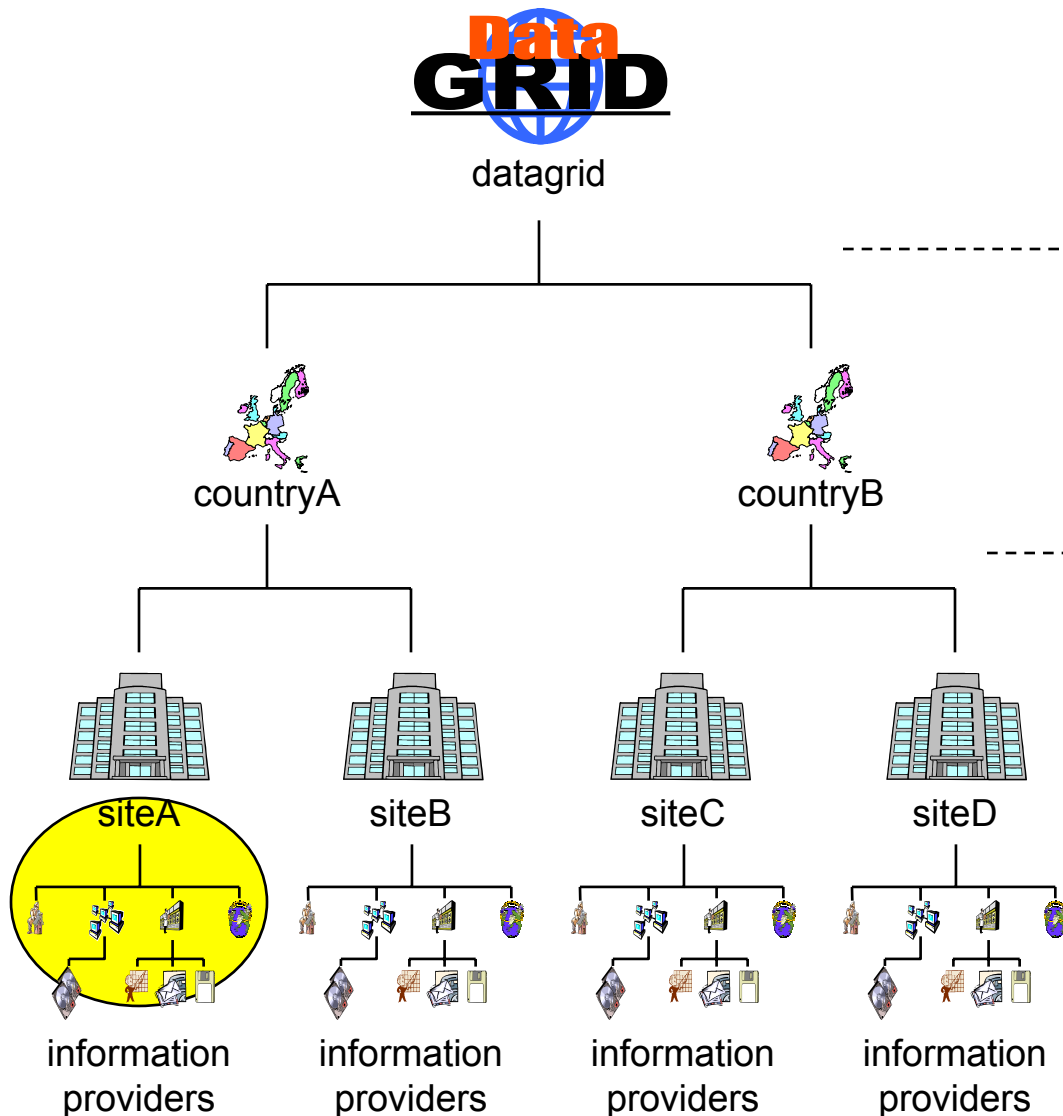 Data
GRID
datagrid
countryA
countryB
siteA
siteB
siteC
siteD
information
providers
information
providers
information
providers
information
providers